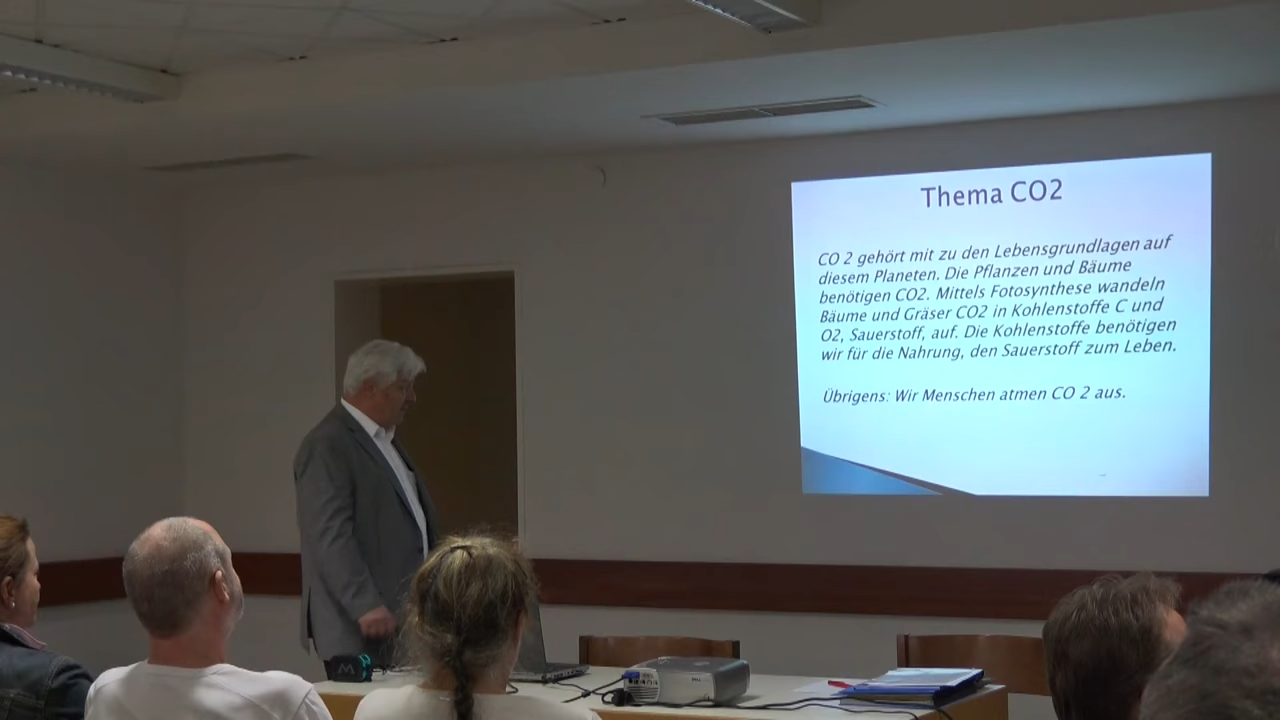 Thema CO2
CO 2 gehört mit zu den Lebensgrundlagen auf
diesem Planeten. Die Pflanzen und Bäume
benötigen CO2. Mittels Fotosynthese wandeln
Bäume und Gräser CO2 in Kohlenstoffe C und
O2, Sauerstoff, auf. Die Kohlenstoffe benötigen
wir für die Nahrung, den Sauerstoff zum Leben.
Übrigens: Wir Menschen atmen CO 2 aus.